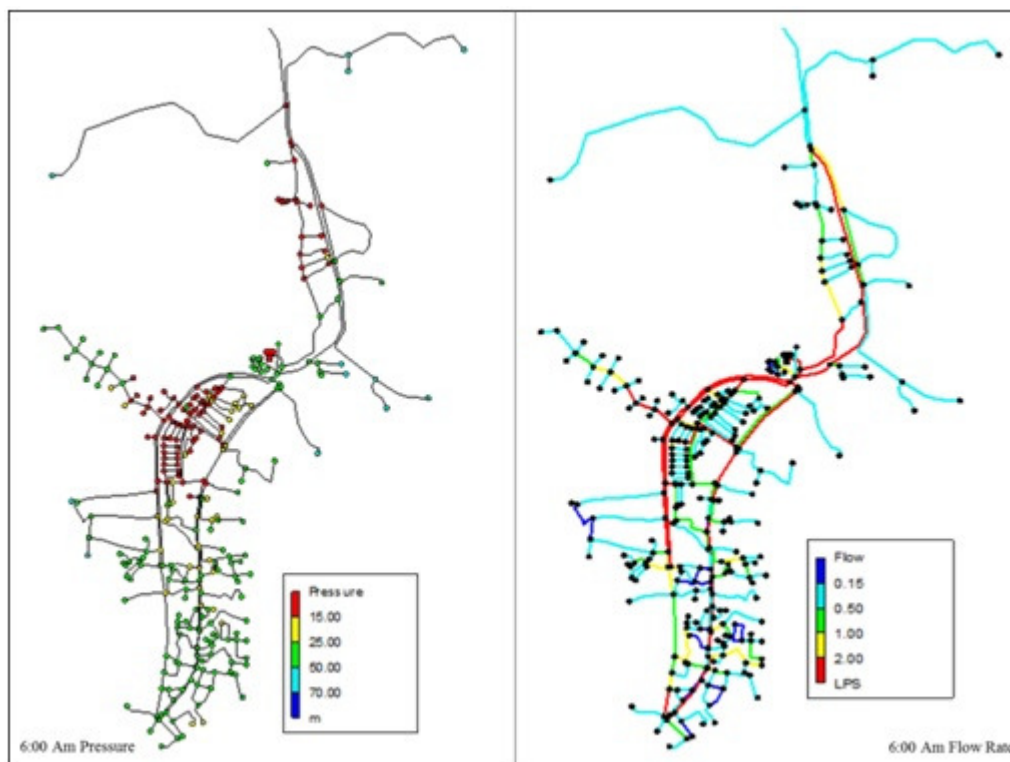 Pressure
15.00
25.00
50.00
70.00
m
6:00 Am Pressure
Flow
0.15
0.50
1.00
2.00
LPS
6:00 Am Flow Rate